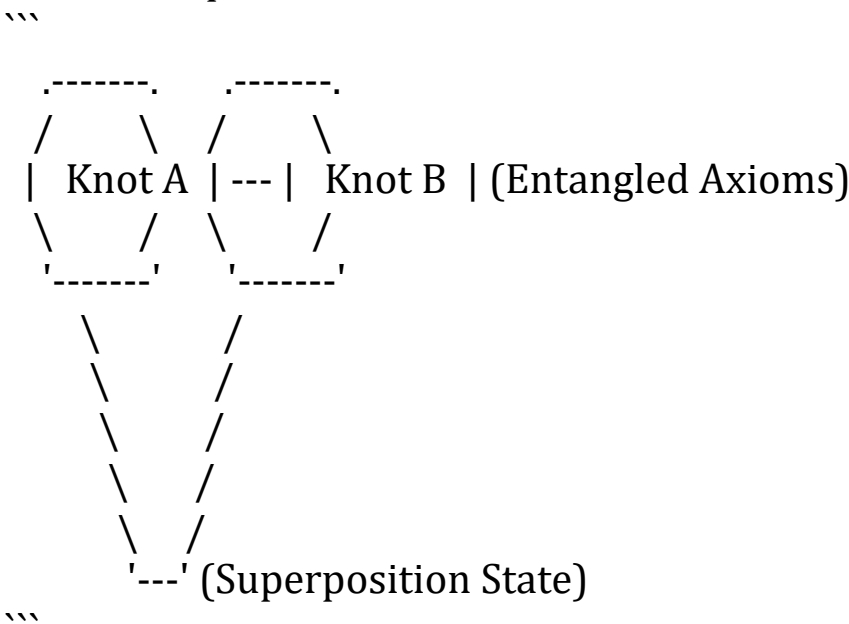 ```
.-------.       .-------.
/         \     /         \
|   Knot A  | --- |   Knot B  | (Entangled Axioms)
\         /     \         /
'-------'       '-------'
\             /
\           /
\         /
\       /
\     /
'---' (Superposition State)
```